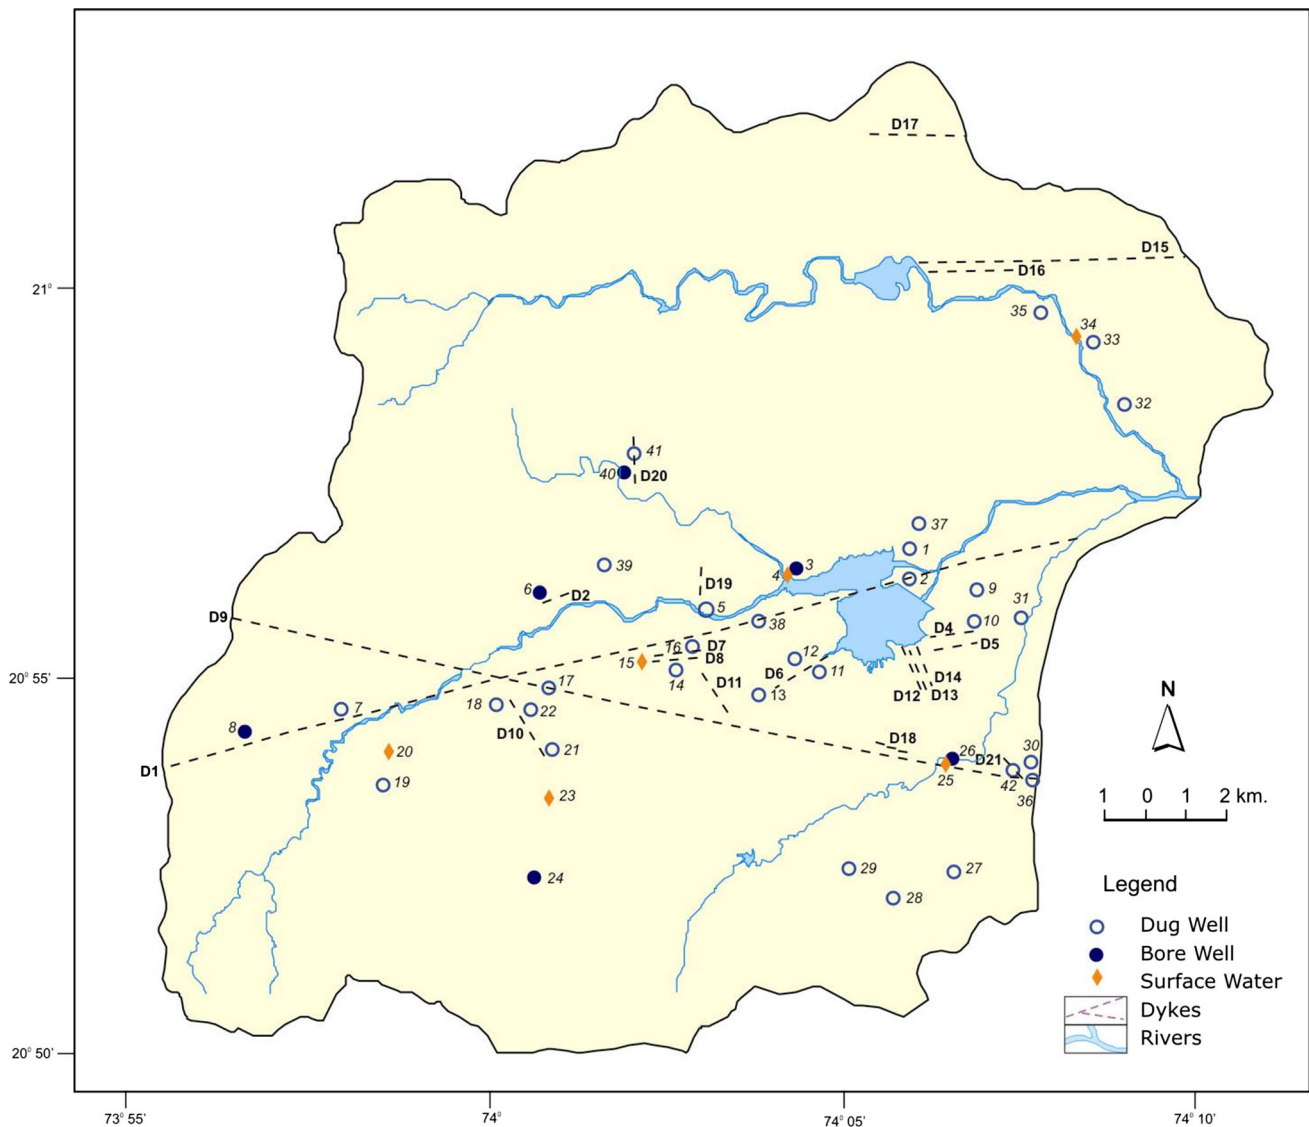 D17
D15
D16
21°
34
35
33
32
41
40
D20
37
1
3
4
39
2
D19
6
D2
9
5
31
D9
38
10
D4
16
D7
D5
12
D8
15
20° 55'
14
D6
11
D14
D11
17
13
D12
D13
N
18
7
22
8
D10
D18
21
26
30
20
D21
D1
25
42
19
23
36
1 0 1 2 km.
29
27
24
Legend
28
Dug Well
Bore Well
Surface Water
Dykes
Rivers
20° 50'
73° 55' 74° 74° 05' 74° 10'